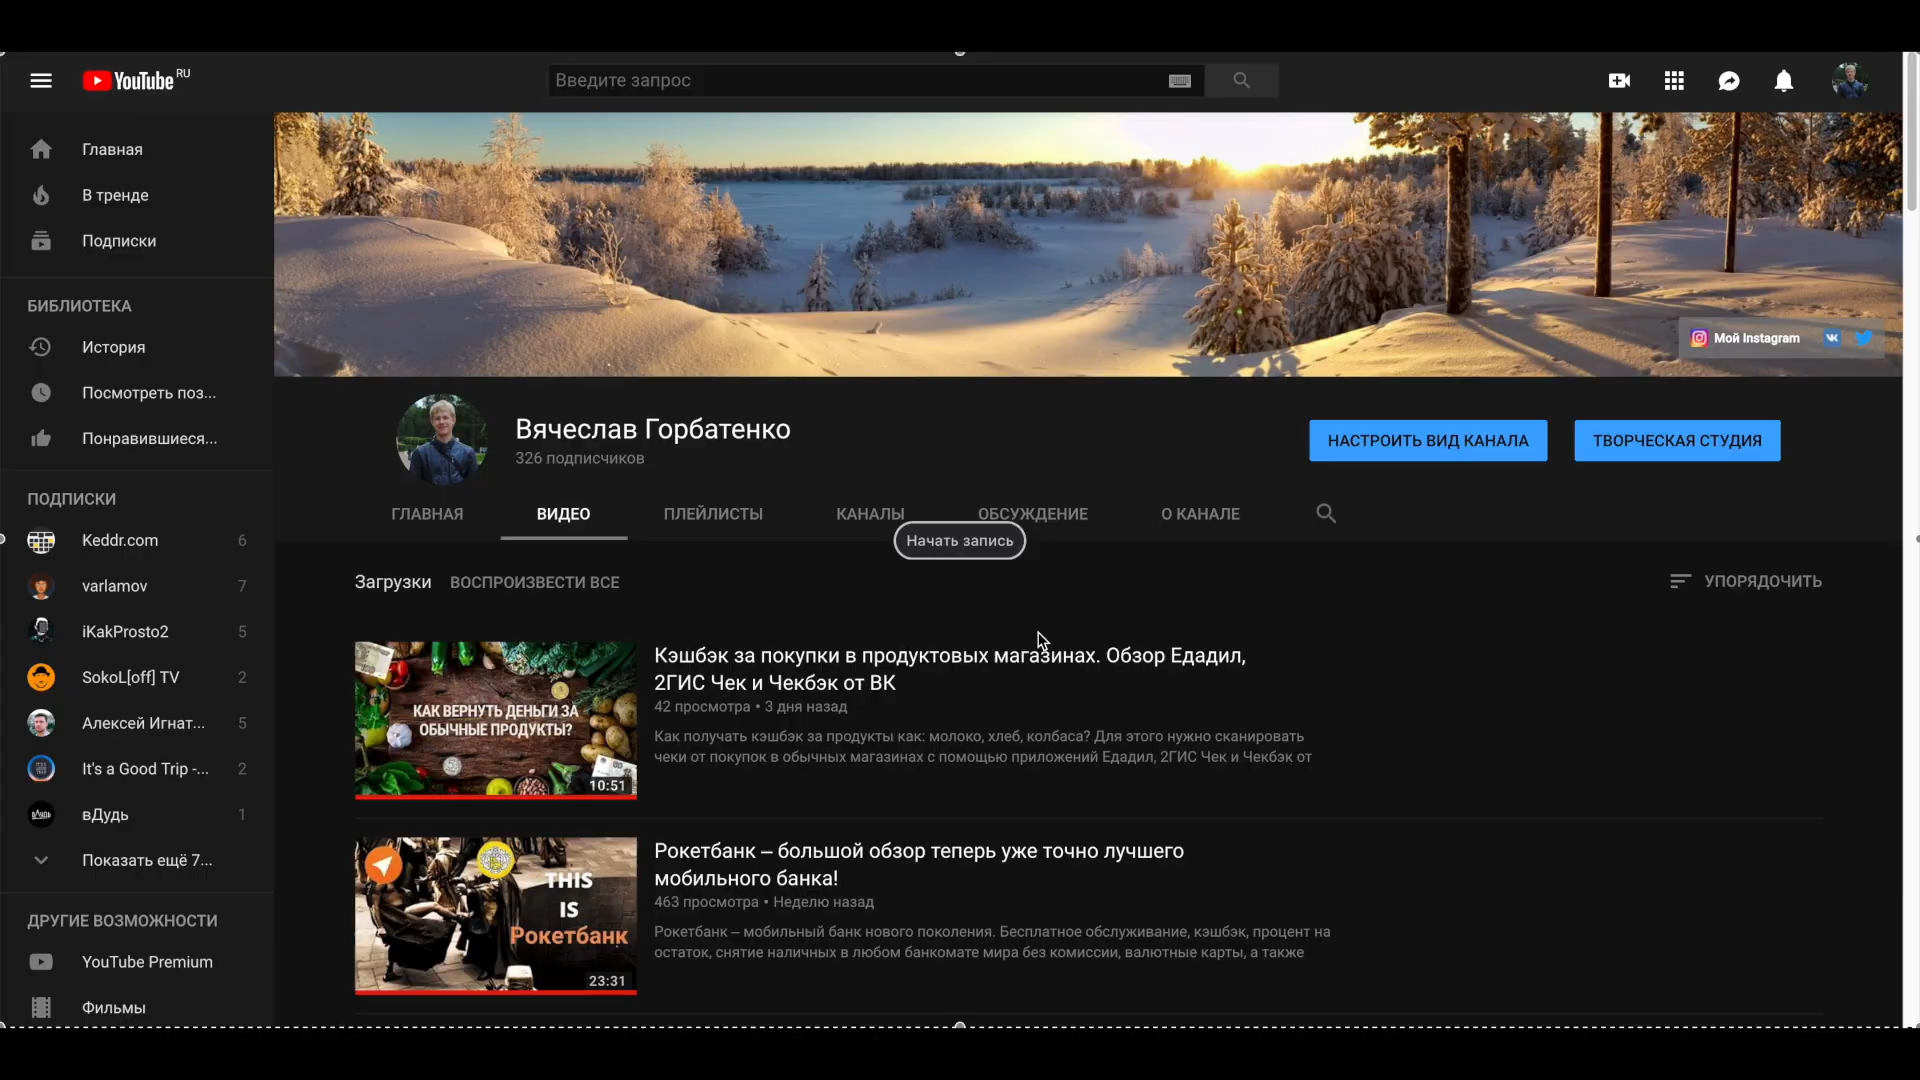 YouTube RU
Введите запрос
Главная
В тренде
Подписки
БИБЛИОТЕКА
История
Посмотреть поз...
Понравившиеся...
ПОДПИСКИ
Keddr.com 6
varlamov 7
iKakProsto2 5
SokoL[off] TV 2
Алексей Игнат... 5
It's a Good Trip -... 2
вДудь 1
Показать ещё 7...
ДРУГИЕ ВОЗМОЖНОСТИ
YouTube Premium
Фильмы
Мой Instagram
Вячеслав Горбатенко
326 подписчиков
НАСТРОИТЬ ВИД КАНАЛА
ТВОРЧЕСКАЯ СТУДИЯ
ГЛАВНАЯ ВИДЕО ПЛЕЙЛИСТЫ КАНАЛЫ ОБСУЖДЕНИЕ О КАНАЛЕ
Начать запись
Загрузки ВОСПРОИЗВЕСТИ ВСЕ УПОРЯДОЧИТЬ
КАК ВЕРНУТЬ ДЕНЬГИ ЗА
ОБЫЧНЫЕ ПРОДУКТЫ?
10:51
Кэшбэк за покупки в продуктовых магазинах. Обзор Едадил,
2ГИС Чек и Чекбэк от ВК
42 просмотра • 3 дня назад
Как получать кэшбэк за продукты как: молоко, хлеб, колбаса? Для этого нужно сканировать
чеки от покупок в обычных магазинах с помощью приложений Едадил, 2ГИС Чек и Чекбэк от
THIS
IS
Рокетбанк
23:31
Рокетбанк – большой обзор теперь уже точно лучшего
мобильного банка!
463 просмотра • Неделю назад
Рокетбанк – мобильный банк нового поколения. Бесплатное обслуживание, кэшбэк, процент на
остаток, снятие наличных в любом банкомате мира без комиссии, валютные карты, а также